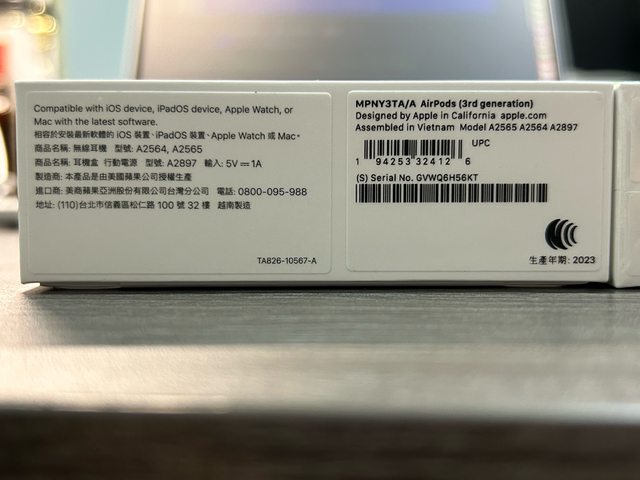 Compatible with iOS device, iPadOS device, Apple Watch, or
Mac with the latest software.
相容於安裝最新軟體的 iOS 裝置、iPadOS 裝置、Apple Watch 或 Mac。
商品名稱: 無線耳機 型號: A2564, A2565
商品名稱: 耳機盒 行動電源 型號: A2897 輸入: 5V⎓1A
製造商: 本產品是由美國蘋果公司授權生產
進口商: 美商蘋果亞洲股份有限公司台灣分公司 電話: 0800-095-988
地址: (110)台北市信義區松仁路 100 號 32 樓 越南製造
TA826-10567-A
MPNY3TA/A AirPods (3rd generation)
Designed by Apple in California apple.com
Assembled in Vietnam Model A2565 A2564 A2897
UPC
1 94253 32412 6
(S) Serial No. GVWQ6H56KT
生產年期: 2023